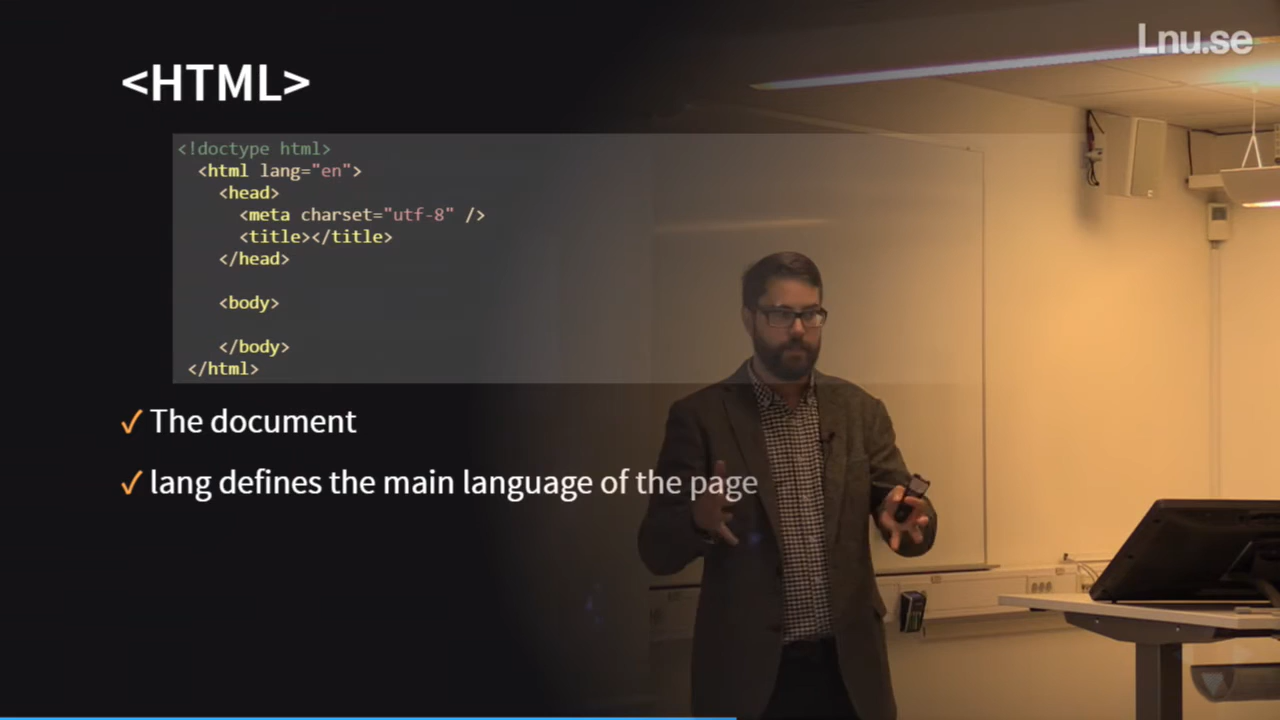 Lnu.se
<HTML>
<!doctype html>
<html lang="en">
<head>
<meta charset="utf-8" />
<title></title>
</head>
<body>
</body>
</html>
✓ The document
✓ lang defines the main language of the page